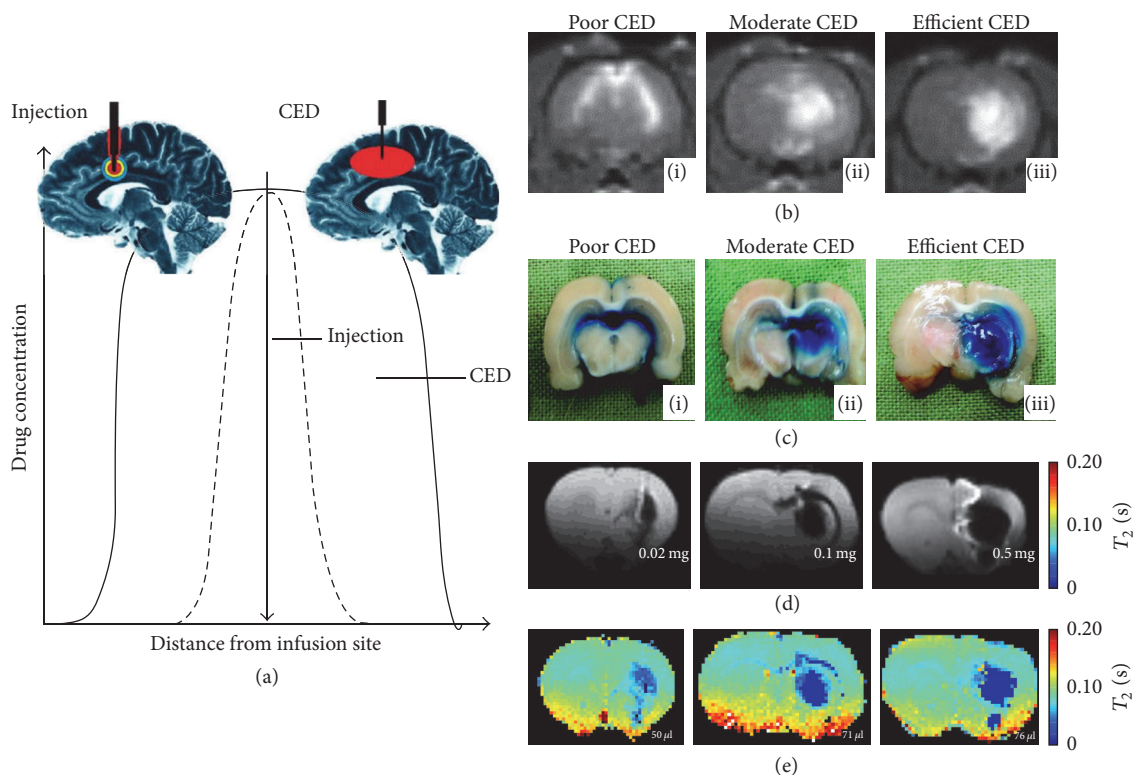 Injection
CED
Drug concentration
Injection
CED
Distance from infusion site
(a)
Poor CED
Moderate CED
Efficient CED
(i)
(ii)
(iii)
(b)
Poor CED
Moderate CED
Efficient CED
(i)
(ii)
(iii)
(c)
0.02 mg
0.1 mg
0.5 mg
0.20
0.10
0
T₂ (s)
(d)
50 μl
71 μl
76 μl
0.20
0.10
0
T₂ (s)
(e)